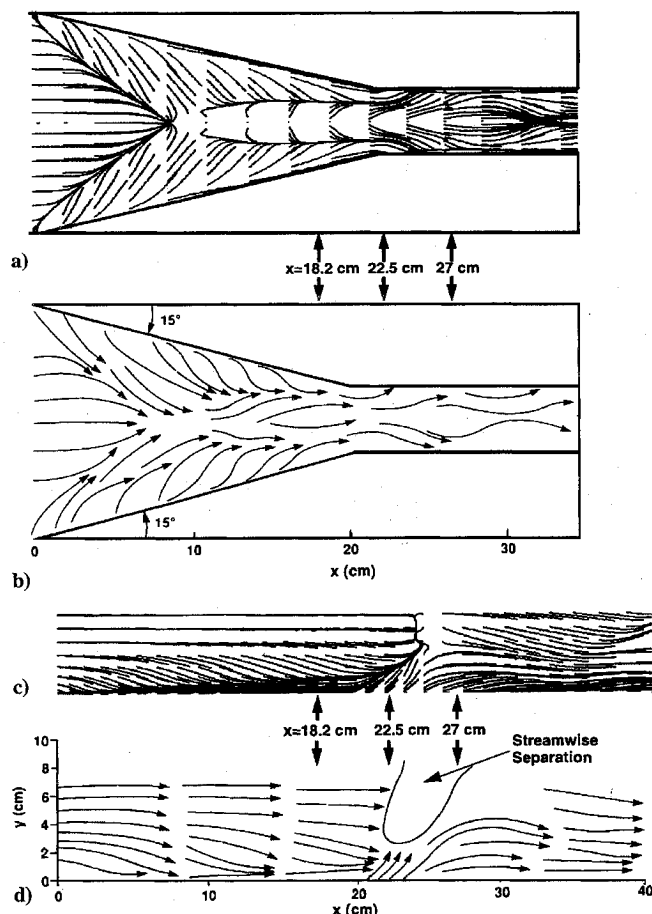 a)
x=18.2 cm 22.5 cm 27 cm
15°
15°
0 10 20 30
x (cm)
b)
c)
x=18.2 cm 22.5 cm 27 cm
Streamwise
Separation
10
8
6
4
2
0
y (cm)
d)
0 10 20 30 40
x (cm)